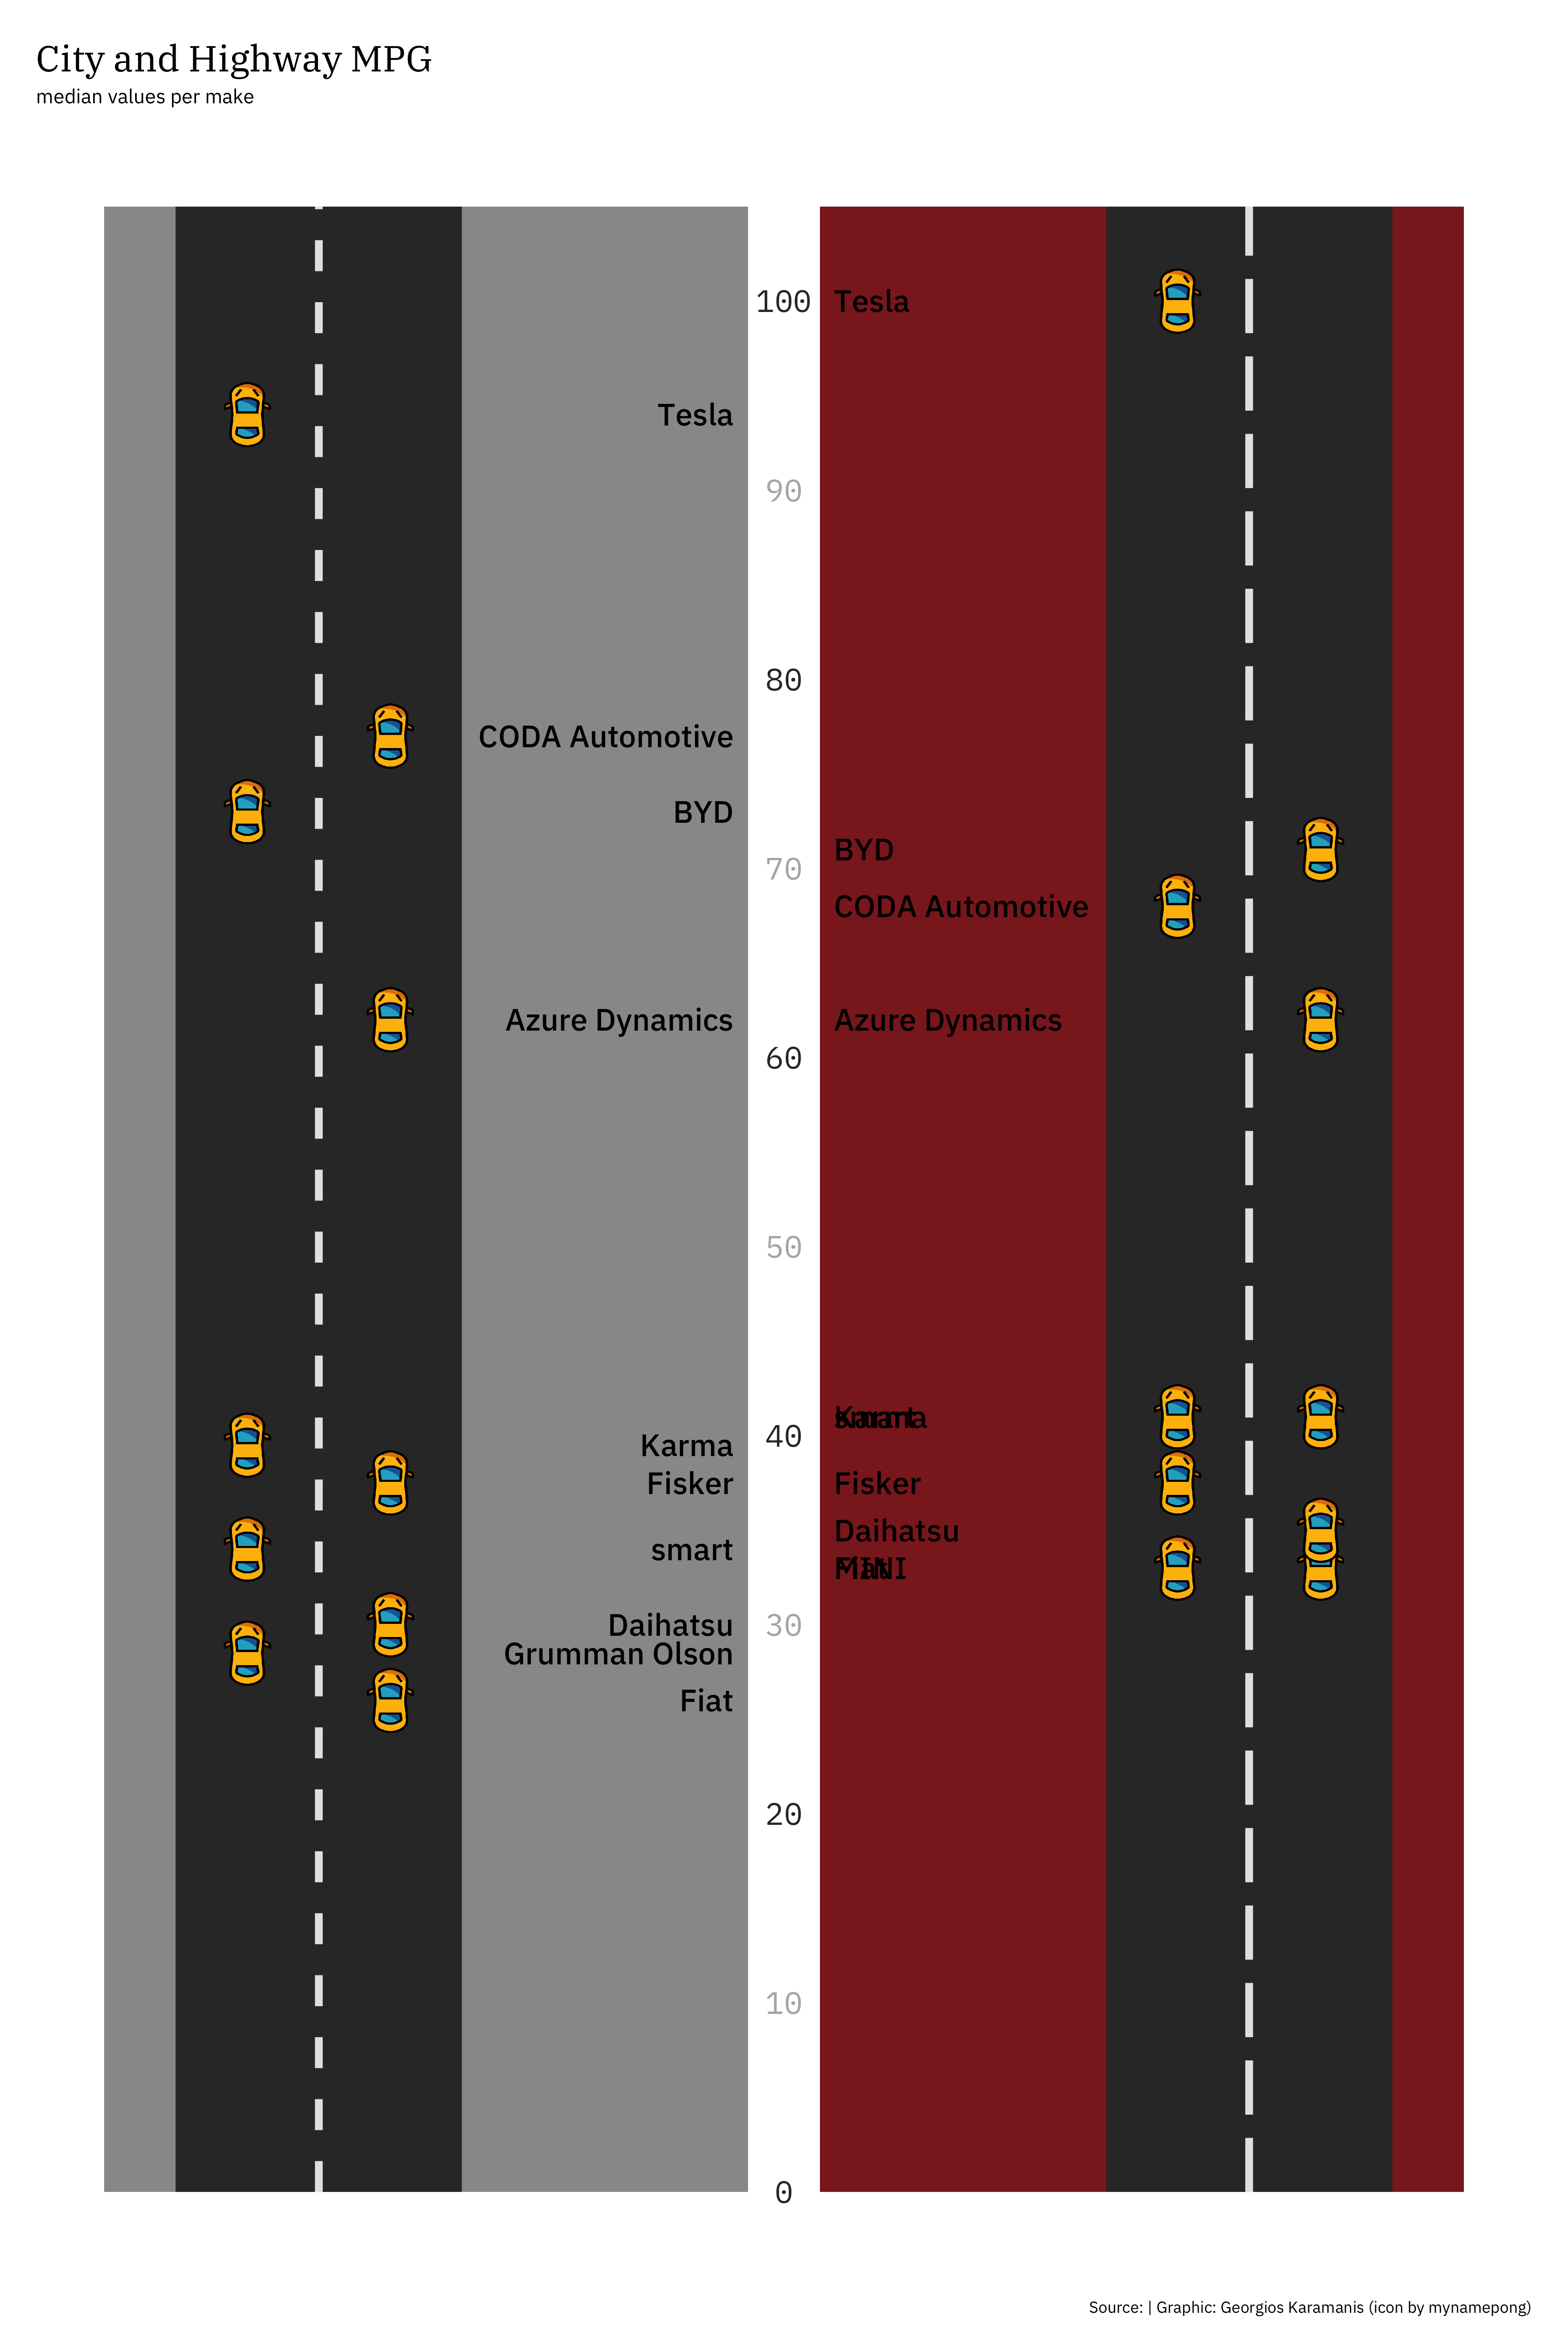 City and Highway MPG
median values per make
Tesla
CODA Automotive
BYD
Azure Dynamics
Karma
Fisker
smart
Daihatsu
Grumman Olson
Fiat
100
90
80
70
60
50
40
30
20
10
0
Tesla
BYD
CODA Automotive
Azure Dynamics
Karma
smart
Fisker
Daihatsu
Fiat
MINI
Source: | Graphic: Georgios Karamanis (icon by mynamepong)